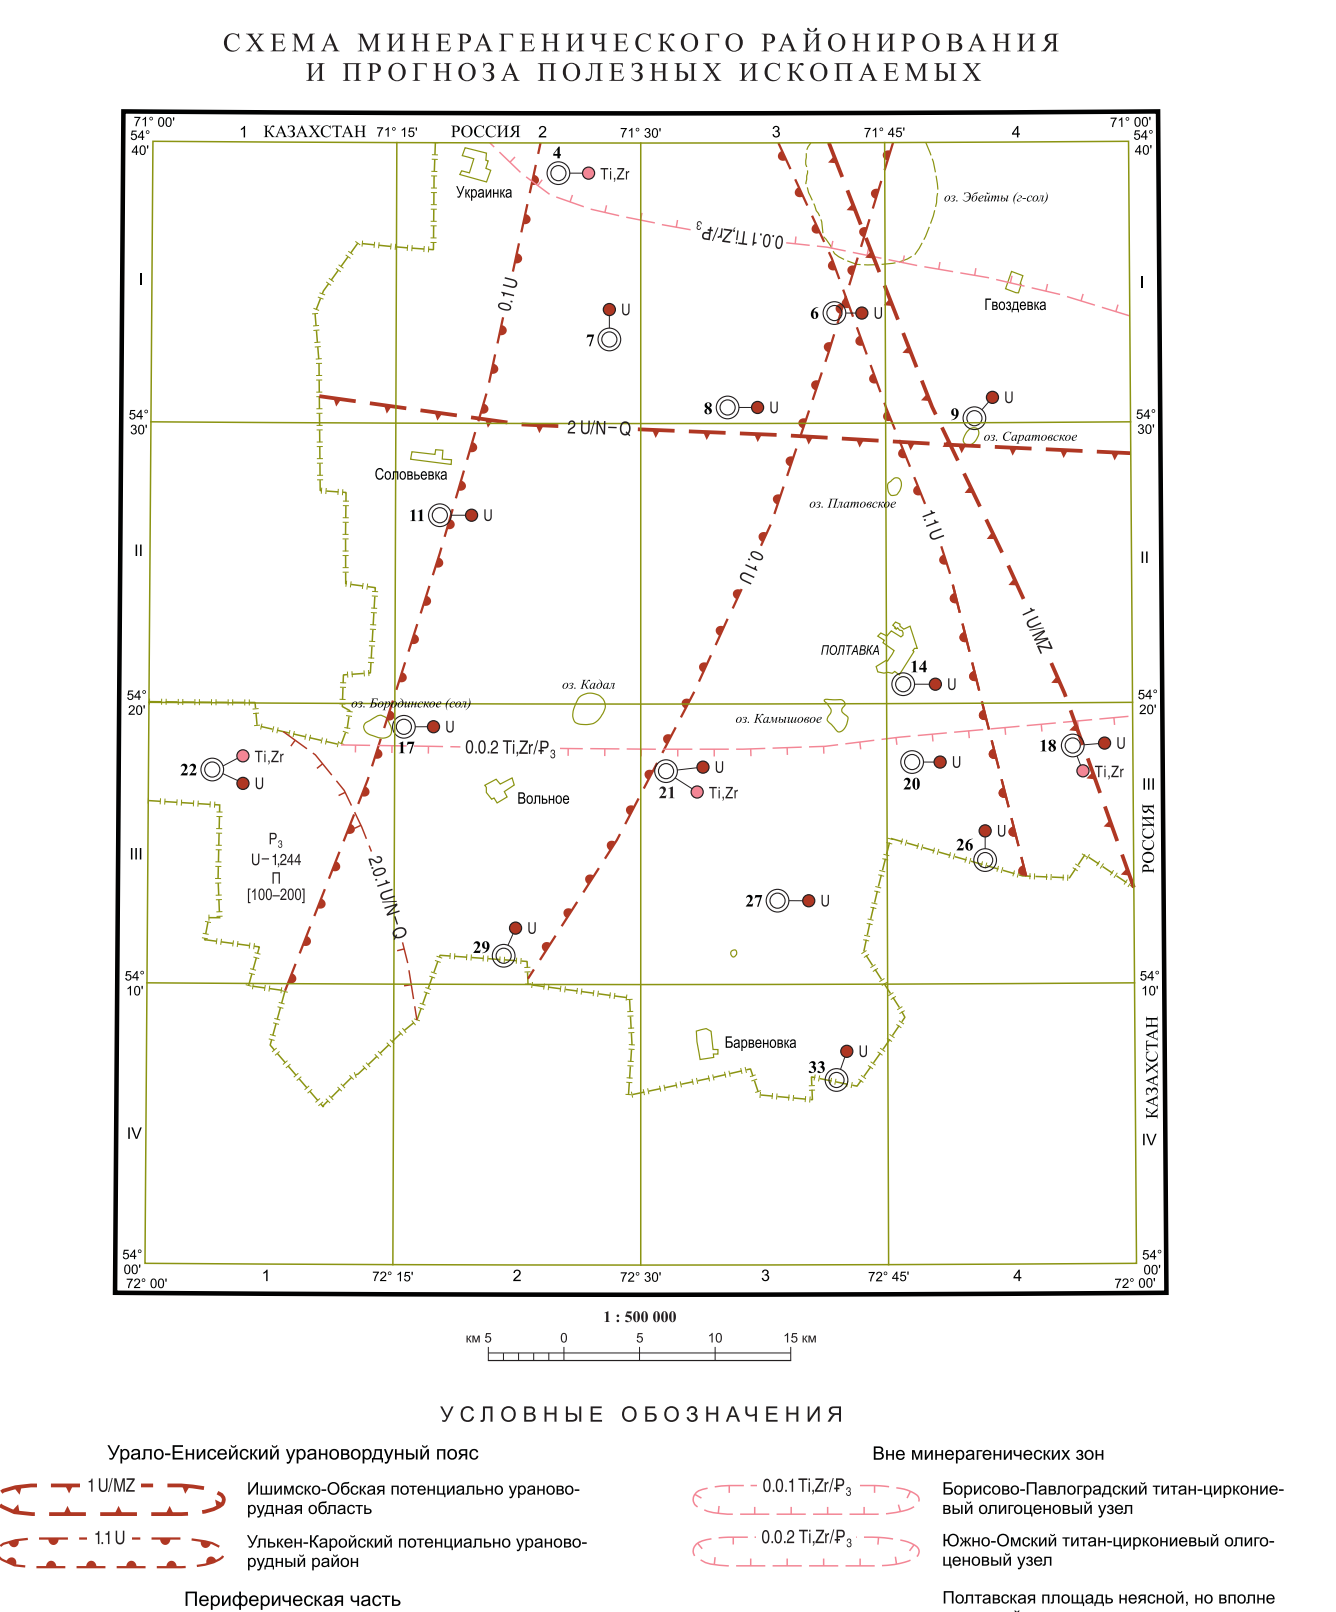 СХЕМА МИНЕРАГЕНИЧЕСКОГО РАЙОНИРОВАНИЯ
И ПРОГНОЗА ПОЛЕЗНЫХ ИСКОПАЕМЫХ
71° 00' 1 КАЗАХСТАН 71° 15' РОССИЯ 2 71° 30' 3 71° 45' 4 71° 00'
54° 40'
54° 40'
4 Ti,Zr
Украинка
оз. Эбейты (г-сол)
0.0.1 Ti,Zr/₽3
I
I
0.1 U
Гвоздевка
7 U
6 U
8 U
9 U
54° 30'
54° 30'
2 U/N–Q
оз. Саратовское
Соловьевка
оз. Платовское
11 U
1.1 U
II
II
0.1 U
1 U/MZ
ПОЛТАВКА
14 U
оз. Кадал
54° 20'
54° 20'
оз. Бородинское (сол)
оз. Камышовое
17 U
0.0.2 Ti,Zr/₽3
18 U
Ti,Zr
22 Ti,Zr
U
21 U
Ti,Zr
20 U
III
Вольное
26 U
РОССИЯ
III
P3
U–1,244
П
[100–200]
2.0.1 U/N–Q
27 U
29 U
54° 10'
54° 10'
Барвеновка
33 U
КАЗАХСТАН
IV
IV
54° 00'
54° 00'
72° 00' 1 72° 15' 2 72° 30' 3 72° 45' 4 72° 00'
1 : 500 000
км 5 0 5 10 15 км
УСЛОВНЫЕ ОБОЗНАЧЕНИЯ
Урало-Енисейский урановордуный пояс
1 U/MZ
Ишимско-Обская потенциальноураново-
рудная область
1.1 U
Улькен-Каройский потенциально ураново-
рудный район
Периферическая часть
Вне минерагенических зон
0.0.1 Ti,Zr/₽3
Борисово-Павлоградский титан-циркониe-
вый олигоценовый узел
0.0.2 Ti,Zr/₽3
Южно-Омский титан-циркониевый олиго-
ценовый узел
Полтавская площадь неясной, но вполне